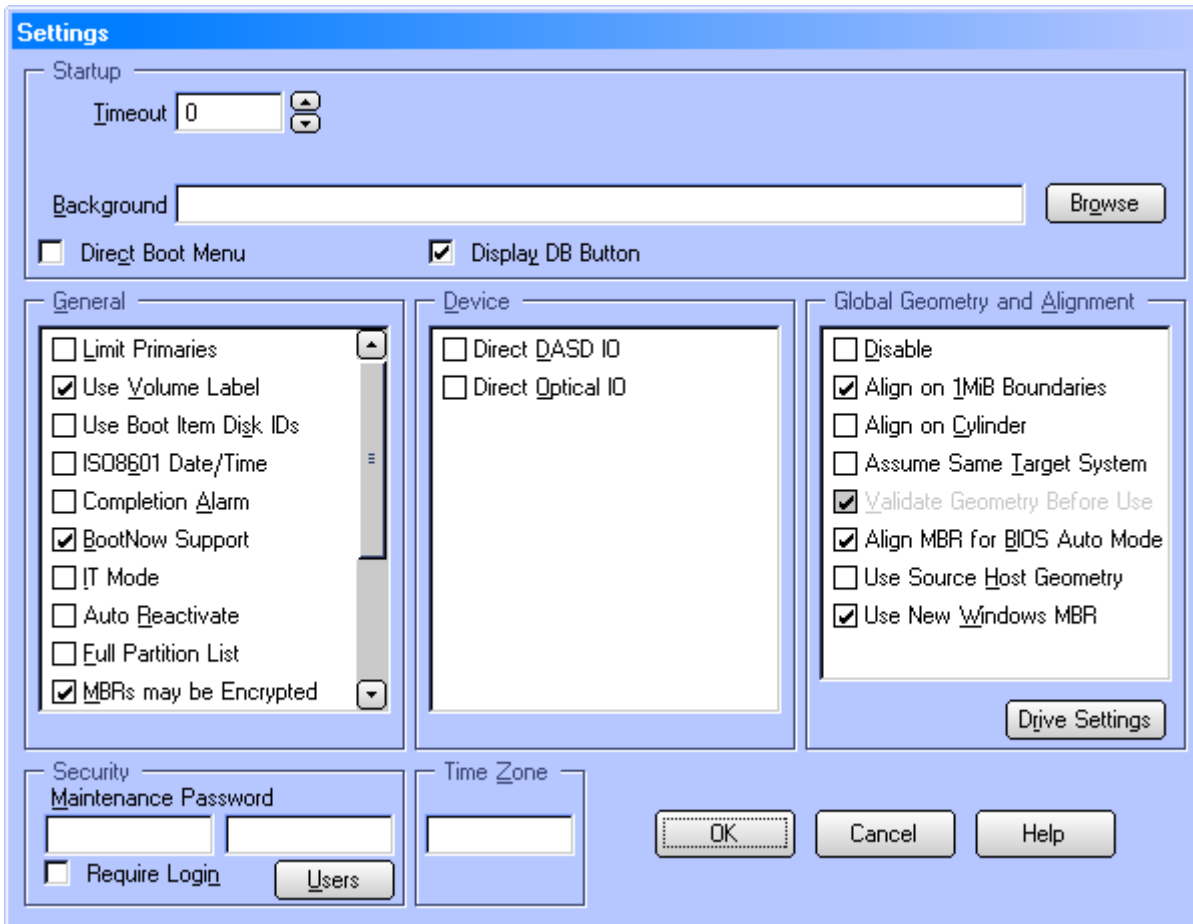 Settings
Startup
Timeout 0
Background Browse
Direct Boot Menu Display DB Button
General
Limit Primaries
Use Volume Label
Use Boot Item Disk IDs
ISO8601 Date/Time
Completion Alarm
BootNow Support
IT Mode
Auto Reactivate
Full Partition List
MBRs may be Encrypted
Device
Direct DASD IO
Direct Optical IO
Global Geometry and Alignment
Disable
Align on 1MiB Boundaries
Align on Cylinder
Assume Same Target System
Validate Geometry Before Use
Align MBR for BIOS Auto Mode
Use Source Host Geometry
Use New Windows MBR
Drive Settings
Security
Maintenance Password
Require Login Users
Time Zone
OK Cancel Help